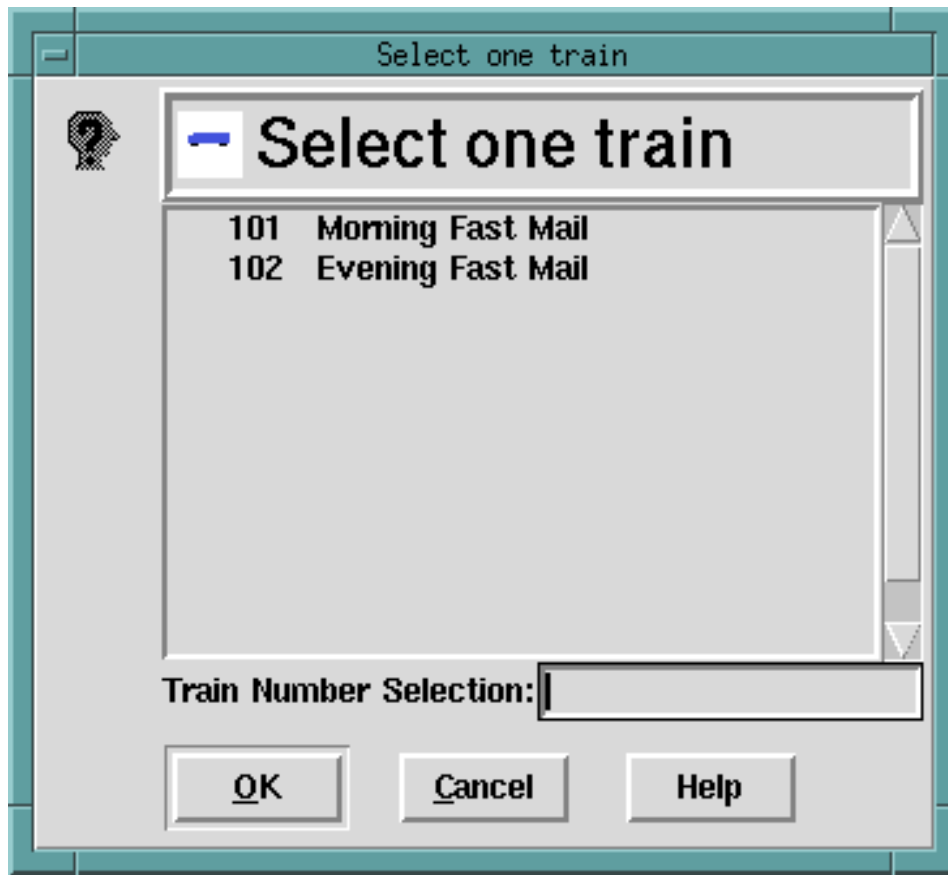 Select one train
Select one train
101 Morning Fast Mail
102 Evening Fast Mail
Train Number Selection:
OK Cancel Help